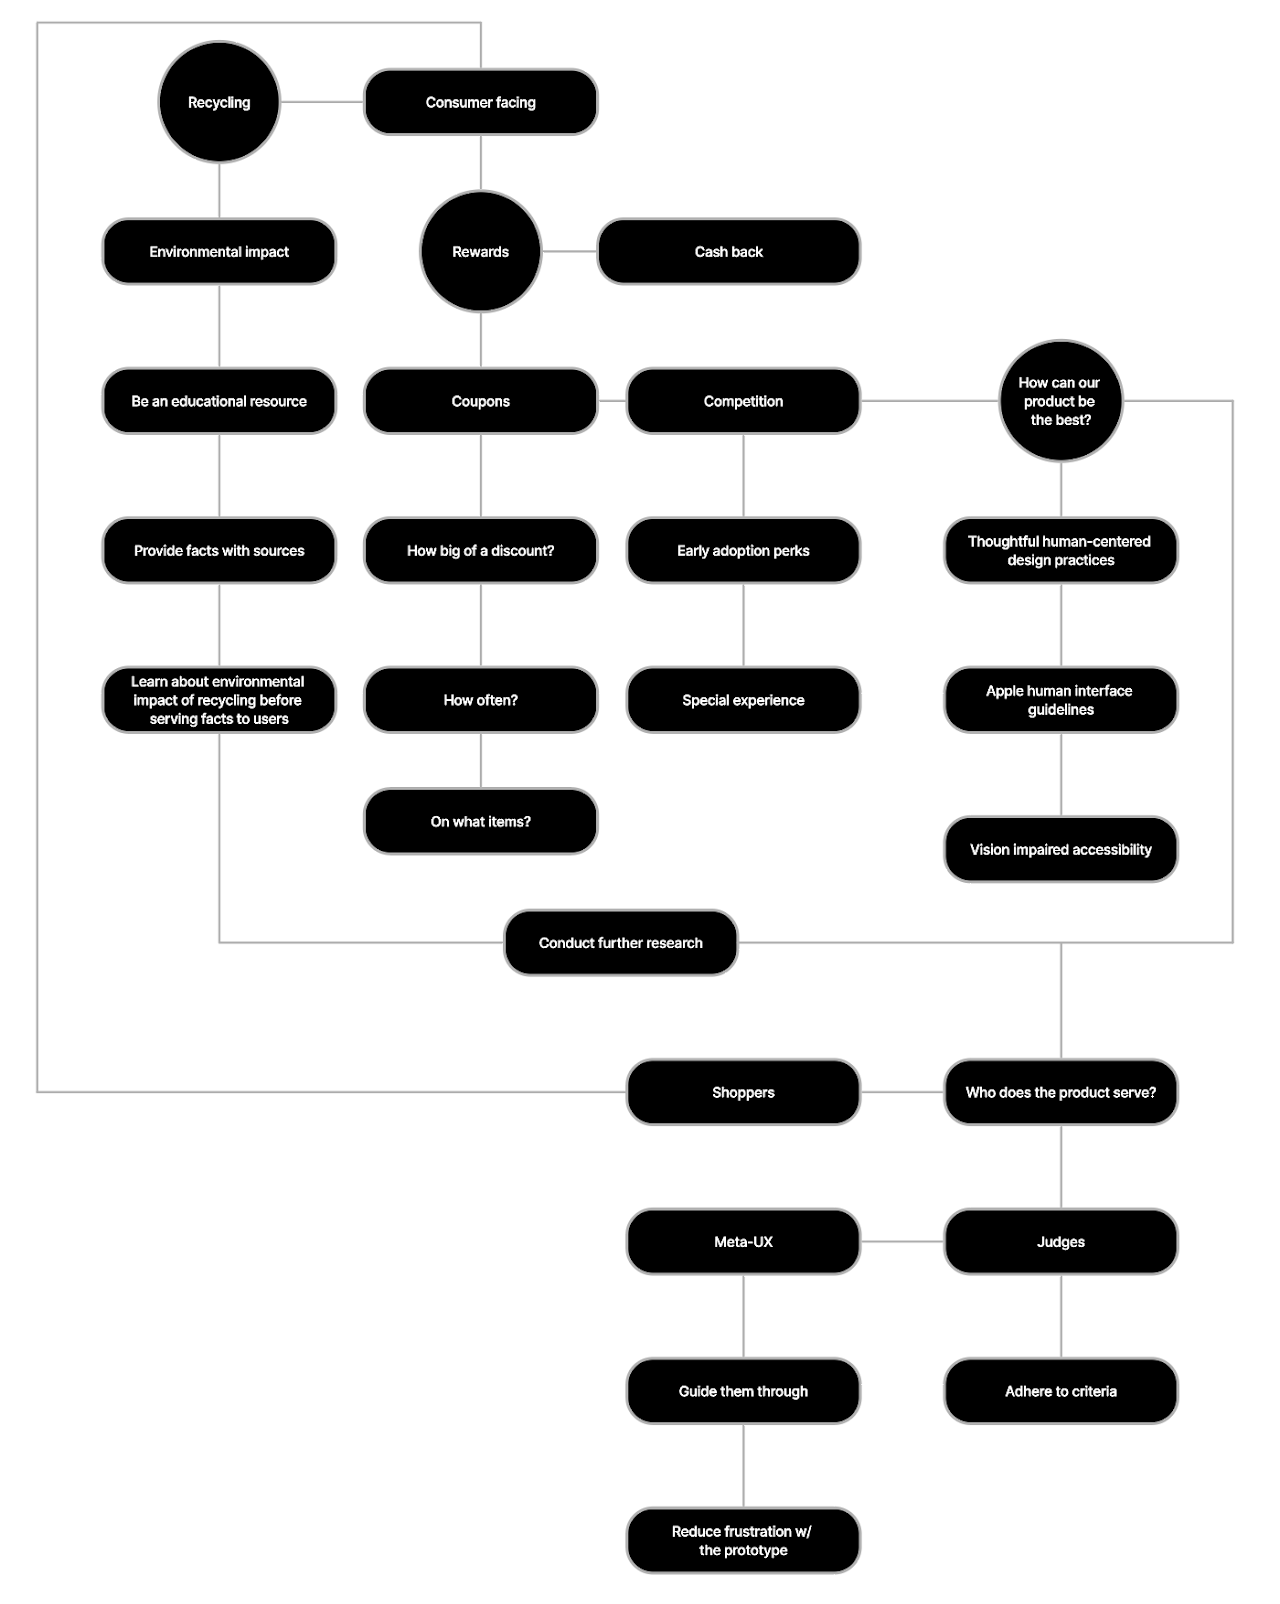 Recycling
Consumer facing
Environmental impact
Rewards
Cash back
Be an educational resource
Coupons
Competition
How can our
product be
the best?
Provide facts with sources
How big of a discount?
Early adoption perks
Thoughtful human-centered
design practices
Learn about environmental
impact of recycling before
serving facts to users
How often?
Special experience
Apple human interface
guidelines
On what items?
Vision impaired accessibility
Conduct further research
Shoppers
Who does the product serve?
Meta-UX
Judges
Guide them through
Adhere to criteria
Reduce frustration w/
the prototype